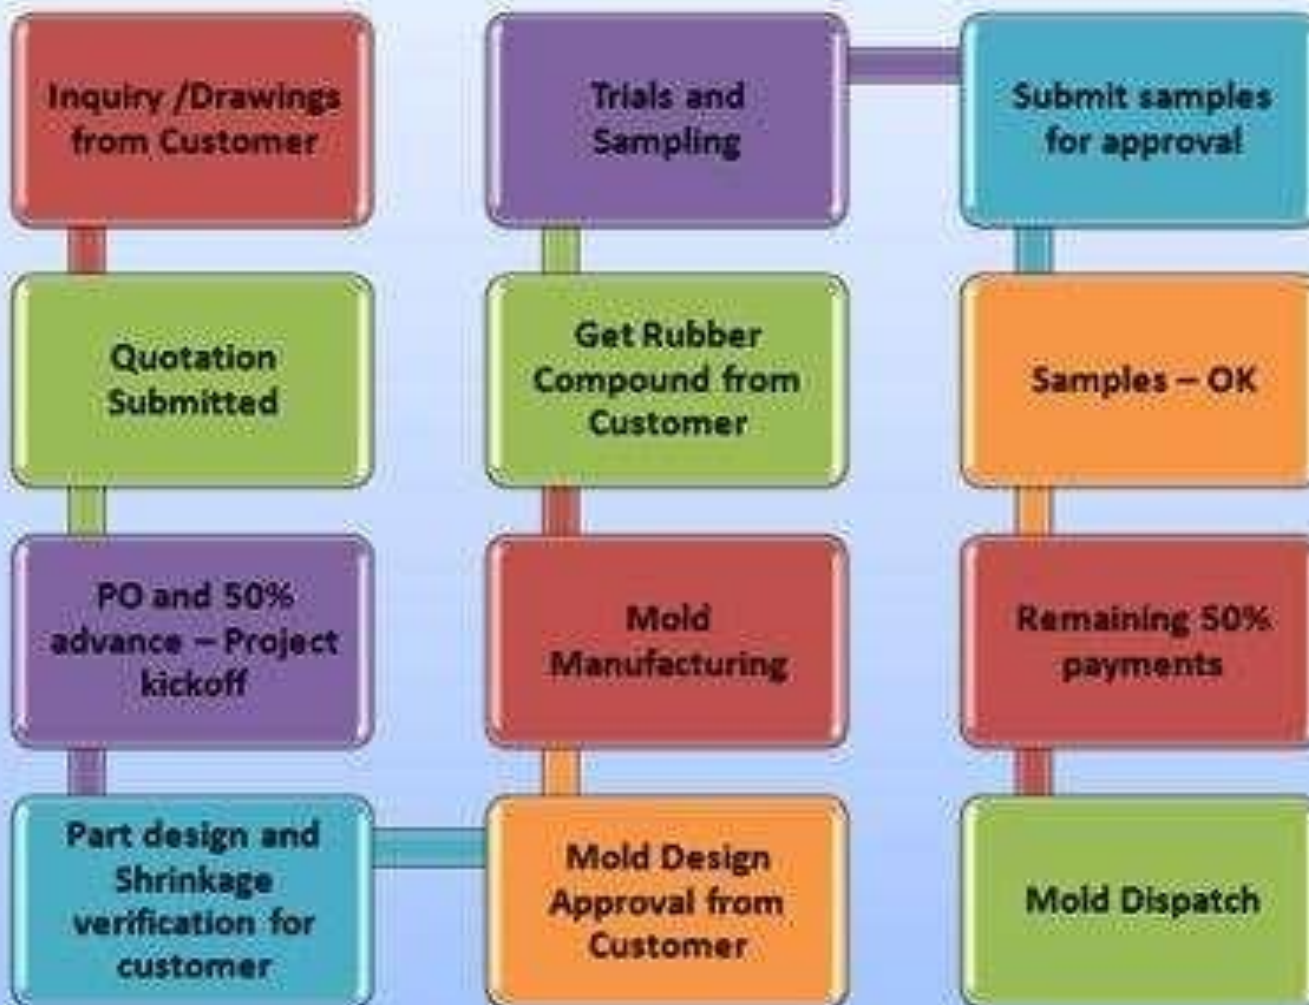 Inquiry /Drawings
from Customer
Quotation
Submitted
PO and 50%
advance – Project
kickoff
Part design and
Shrinkage
verification for
customer
Mold Design
Approval from
Customer
Mold
Manufacturing
Get Rubber
Compound from
Customer
Trials and
Sampling
Submit samples
for approval
Samples – OK
Remaining 50%
payments
Mold Dispatch